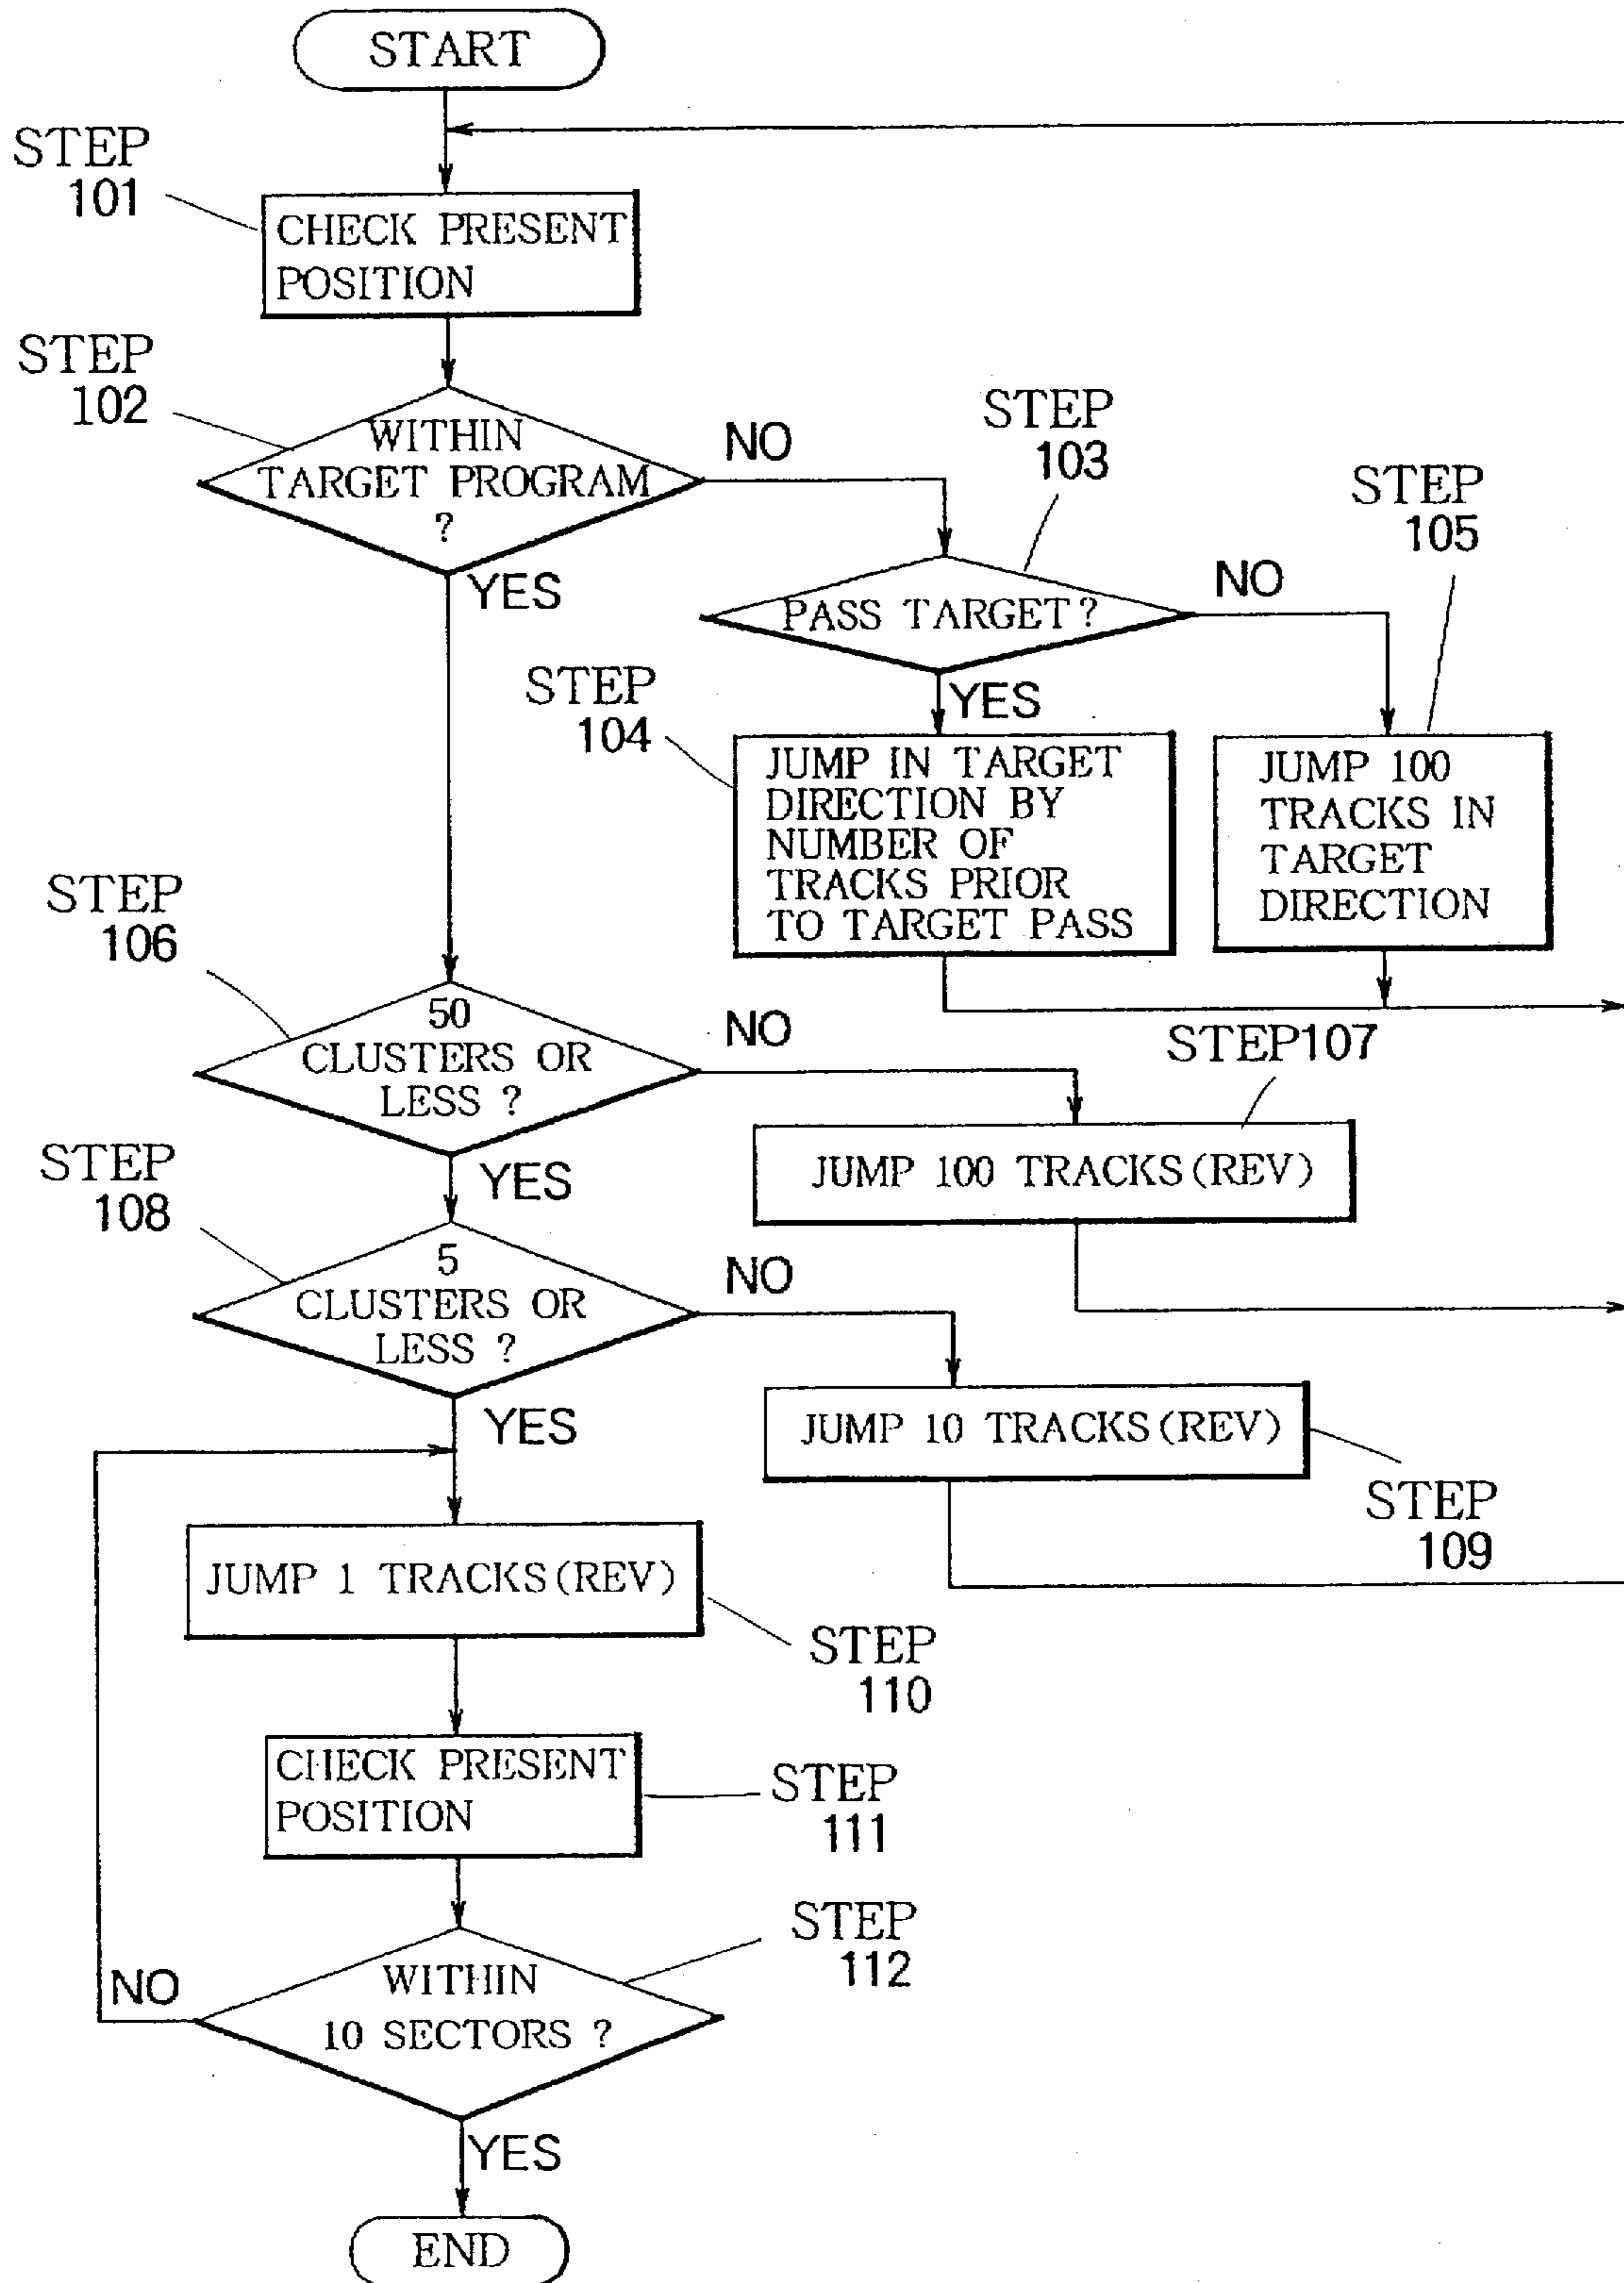 START
STEP
101
CHECK PRESENT
POSITION
STEP
102
WITHIN
TARGET PROGRAM
?
NO
YES
STEP
103
PASS TARGET?
NO
YES
STEP
105
STEP
104
JUMP IN TARGET
DIRECTION BY
NUMBER OF
TRACKS PRIOR
TO TARGET PASS
JUMP 100
TRACKS IN
TARGET
DIRECTION
STEP
106
50
CLUSTERS OR
LESS ?
NO
YES
STEP107
JUMP 100 TRACKS(REV)
STEP
108
5
CLUSTERS OR
LESS ?
NO
YES
JUMP 10 TRACKS(REV)
STEP
109
JUMP 1 TRACKS(REV)
STEP
110
CHECK PRESENT
POSITION
STEP
111
STEP
112
WITHIN
10 SECTORS ?
NO
YES
END